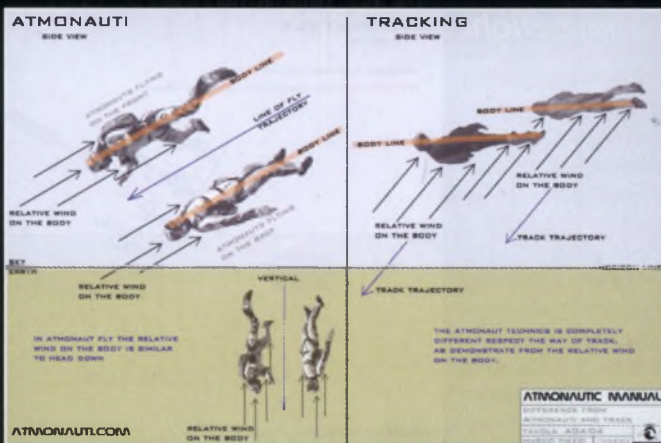 ATMONAUTI
SIDE VIEW
ATMONAUTS FLYING
ON THE FRONT
BODY LINE
LINE OF FLY
TRAJECTORY
BODY LINE
RELATIVE WIND
ON THE BODY
ATMONAUTS FLYING
ON THE BACK
SKY
EARTH
RELATIVE WIND
ON THE BODY
VERTICAL
IN ATMONAUT FLY THE RELATIVE
WIND ON THE BODY IS SIMILAR
TO HEAD DOWN
ATMONAUTI.COM
RELATIVE WIND
ON THE BODY
TRACKING
SIDE VIEW
BODY LINE
BODY LINE
RELATIVE WIND
ON THE BODY
RELATIVE WIND
ON THE BODY
TRACK TRAJECTORY
HORIZON LINE
TRACK TRAJECTORY
THE ATMONAUT TECHNICS IS COMPLETELY
DIFFERENT RESPECT THE WAY OF TRACK,
AS DEMONSTRATE FROM THE RELATIVE WIND
ON THE BODY.
ATMONAUTIC MANUAL
DIFFERENCE FROM
ATMONAUTI AND TRACK
TAVOLA